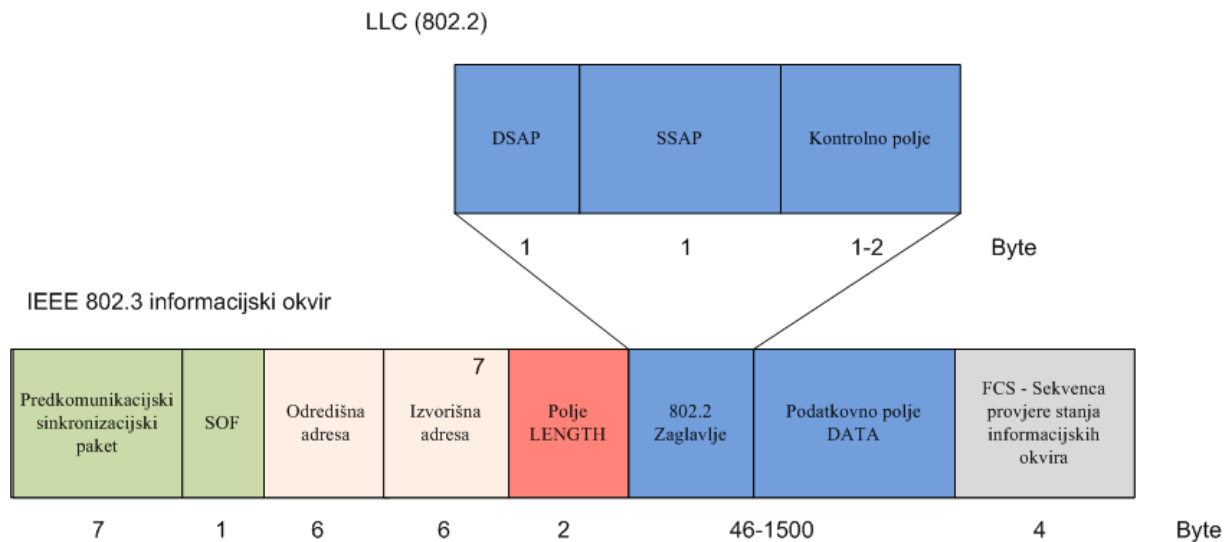 LLC (802.2)
DSAP
SSAP
Kontrolno polje
1
1
1-2
Byte
IEEE 802.3 informacijski okvir
Predkomunikacijski
sinkronizacijski
paket
SOF
Odredišna
adresa
7
Izvorišna
adresa
Polje
LENGTH
802.2
Zaglavlje
Podatkovno polje
DATA
FCS - Sekvenca
provjere stanja
informacijskih
okvira
7
1
6
6
2
46-1500
4
Byte